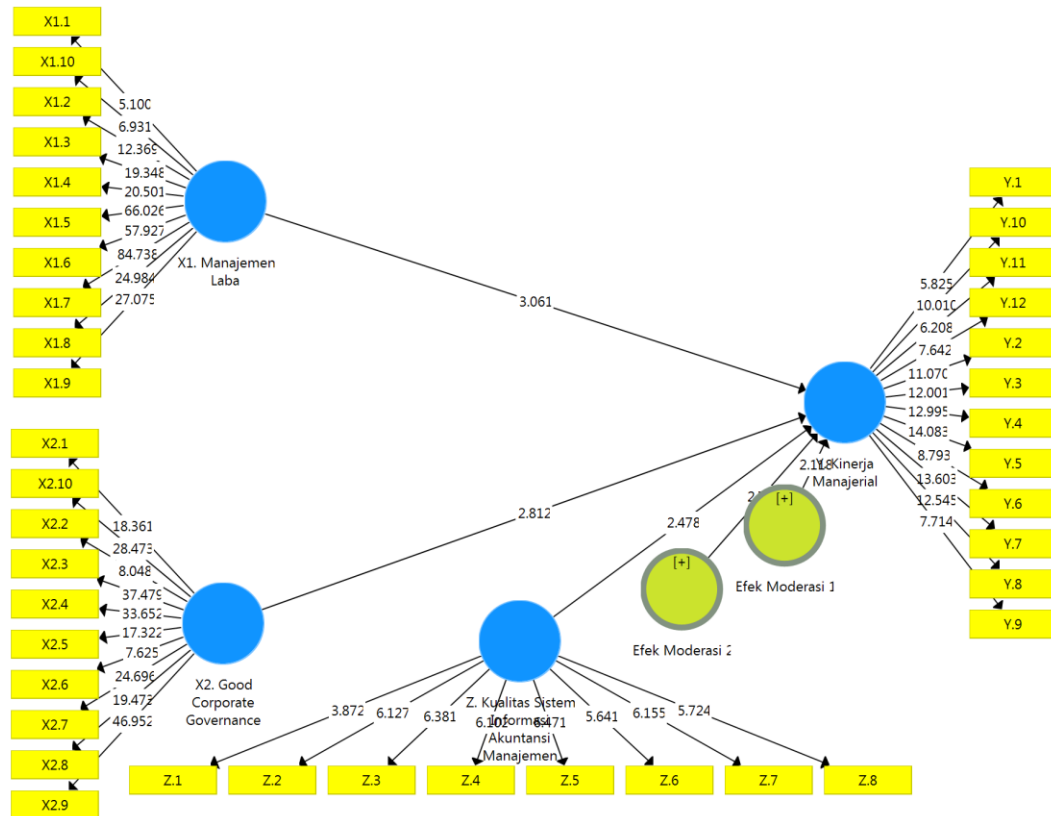 X1.1
X1.10
X1.2
X1.3
X1.4
X1.5
X1.6
X1.7
X1.8
X1.9
5.100
6.931
12.369
19.348
20.501
66.026
57.927
84.738
24.984
27.075
X1. Manajemen
Laba
3.061
X2.1
X2.10
X2.2
X2.3
X2.4
X2.5
X2.6
X2.7
X2.8
X2.9
18.361
28.473
8.048
37.479
33.652
17.322
7.625
24.696
19.473
46.952
X2. Good
Corporate
Governance
2.812
2.478
2.118
[+]
Efek Moderasi 1
[+]
Efek Moderasi 2
Z. Kualitas Sistem
Informasi
Akuntansi
Manajemen
3.872
6.127
6.381
6.102
6.471
5.641
6.155
5.724
Z.1
Z.2
Z.3
Z.4
Z.5
Z.6
Z.7
Z.8
Y. Kinerja
Manajerial
5.825
10.010
6.208
7.642
11.070
12.001
12.995
14.083
8.793
13.603
12.545
7.714
Y.1
Y.10
Y.11
Y.12
Y.2
Y.3
Y.4
Y.5
Y.6
Y.7
Y.8
Y.9